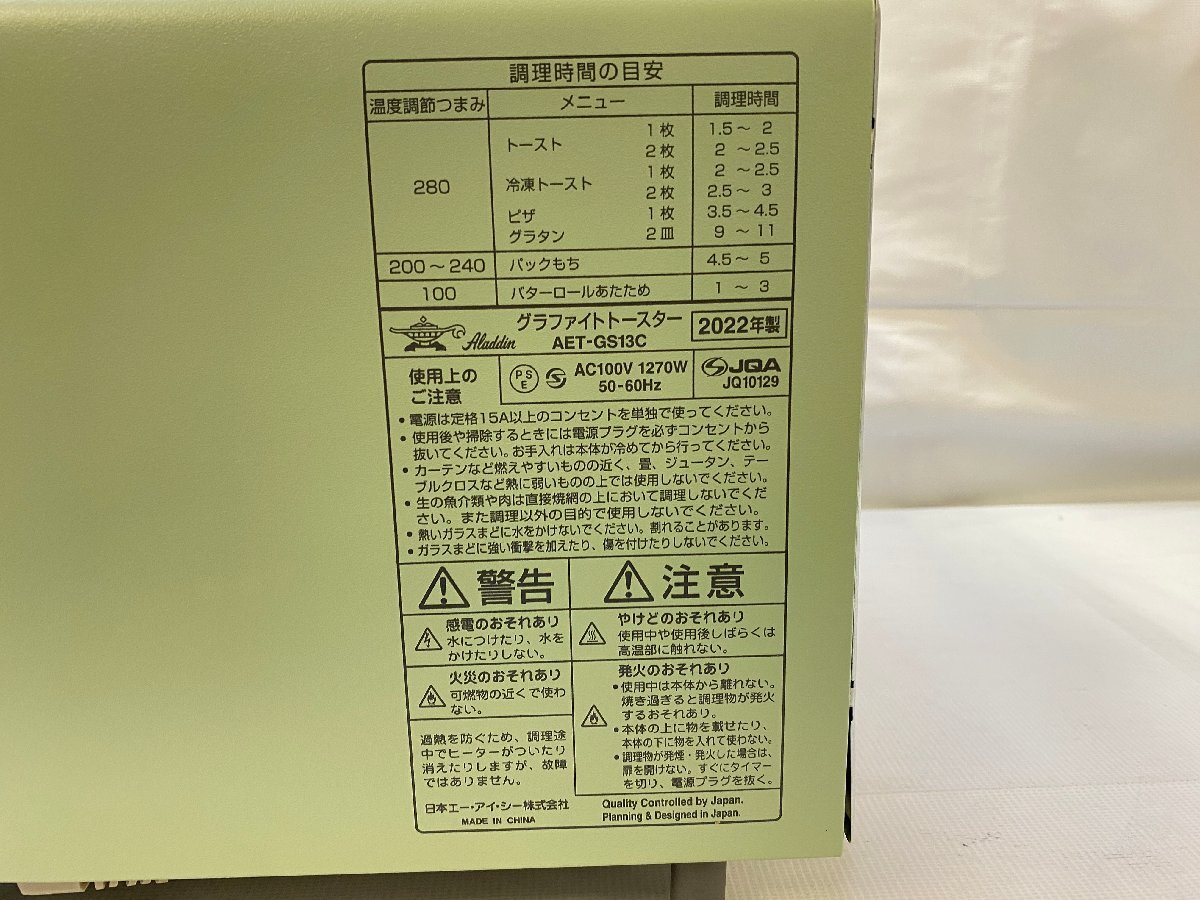 調理時間の目安
温度調節つまみ メニュー 調理時間
280 トースト 1枚 1.5～2
2枚 2～2.5
冷凍トースト 1枚 2～2.5
2枚 2.5～3
ピザ 1枚 3.5～4.5
グラタン 2皿 9～11
200～240 パックもち 4.5～5
100 バターロールあたため 1～3
Aladdin グラファイトトースター 2022年製
AET-GS13C
使用上の
ご注意
PSE AC100V 1270W
50-60Hz
JQA
JQ10129
•電源は定格15A以上のコンセントを単独で使ってください。
•使用後や掃除するときには電源プラグを必ずコンセントから
抜いてください。お手入れは本体が冷めてから行ってください。
•カーテンなど燃えやすいものの近く、畳、ジュータン、テー
ブルクロスなど熱に弱いものの上では使用しないでください。
•生の魚介類や肉は直接焼網の上において調理しないでくだ
さい。また調理以外の目的で使用しないでください。
•熱いガラスまどに水をかけないでください。割れることがあります。
•ガラスまどに強い衝撃を加えたり、傷を付けたりしないでください。
警告
感電のおそれあり
水につけたり、水を
かけたりしない。
火災のおそれあり
可燃物の近くで使わ
ない。
過熱を防ぐため、調理途
中でヒーターがついたり
消えたりしますが、故障
ではありません。
注意
やけどのおそれあり
使用中や使用後しばらくは
高温部に触れない。
発火のおそれあり
•使用中は本体から離れない。
焼き過ぎると調理物が発火
するおそれあり。
•本体の上に物を載せたり、
本体の下に物を入れて使わない。
•調理物が発煙・発火した場合は、
扉を開けない。すぐにタイマー
を切り、電源プラグを抜く。
日本エー・アイ・シー株式会社
MADE IN CHINA
Quality Controlled by Japan.
Planning & Designed in Japan.